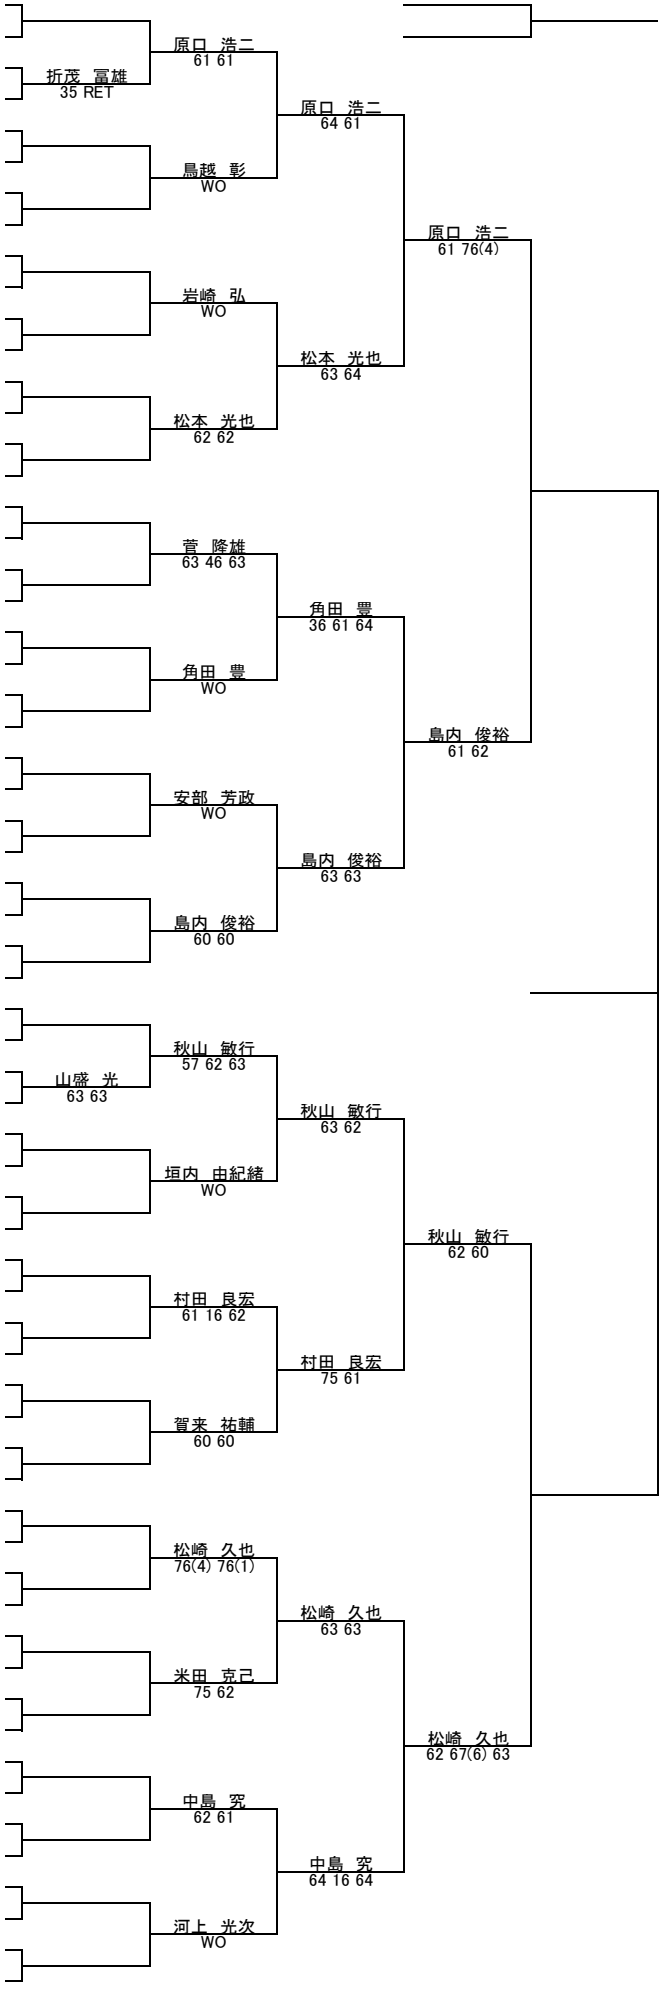 原口 浩二
61 61
折茂 冨雄
35 RET
原口 浩二
64 61
鳥越 彰
WO
原口 浩二
61 76(4)
岩崎 弘
WO
松本 光也
63 64
松本 光也
62 62
菅 隆雄
63 46 63
角田 豊
36 61 64
角田 豊
WO
島内 俊裕
61 62
安部 芳政
WO
島内 俊裕
63 63
島内 俊裕
60 60
秋山 敏行
57 62 63
山盛 光
63 63
秋山 敏行
63 62
垣内 由紀緒
WO
秋山 敏行
62 60
村田 良宏
61 16 62
村田 良宏
75 61
賀来 祐輔
60 60
松崎 久也
76(4) 76(1)
松崎 久也
63 63
米田 克己
75 62
松崎 久也
62 67(6) 63
中島 究
62 61
中島 究
64 16 64
河上 光次
WO